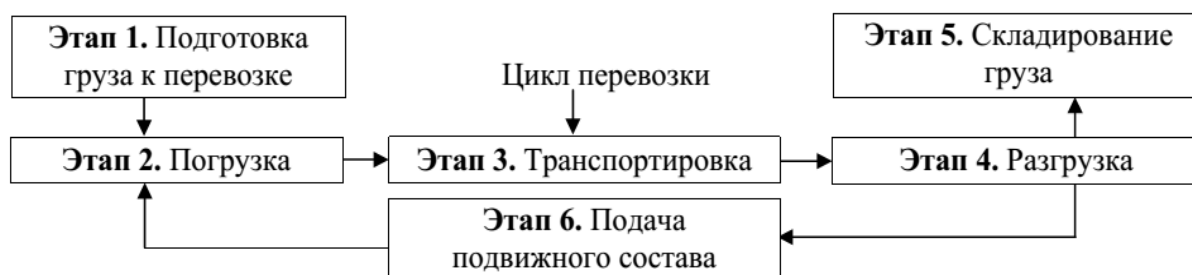 Этап 1. Подготовка
груза к перевозке
Цикл перевозки
Этап 5. Складирование
груза
Этап 2. Погрузка
Этап 3. Транспортировка
Этап 4. Разгрузка
Этап 6. Подача
подвижного состава